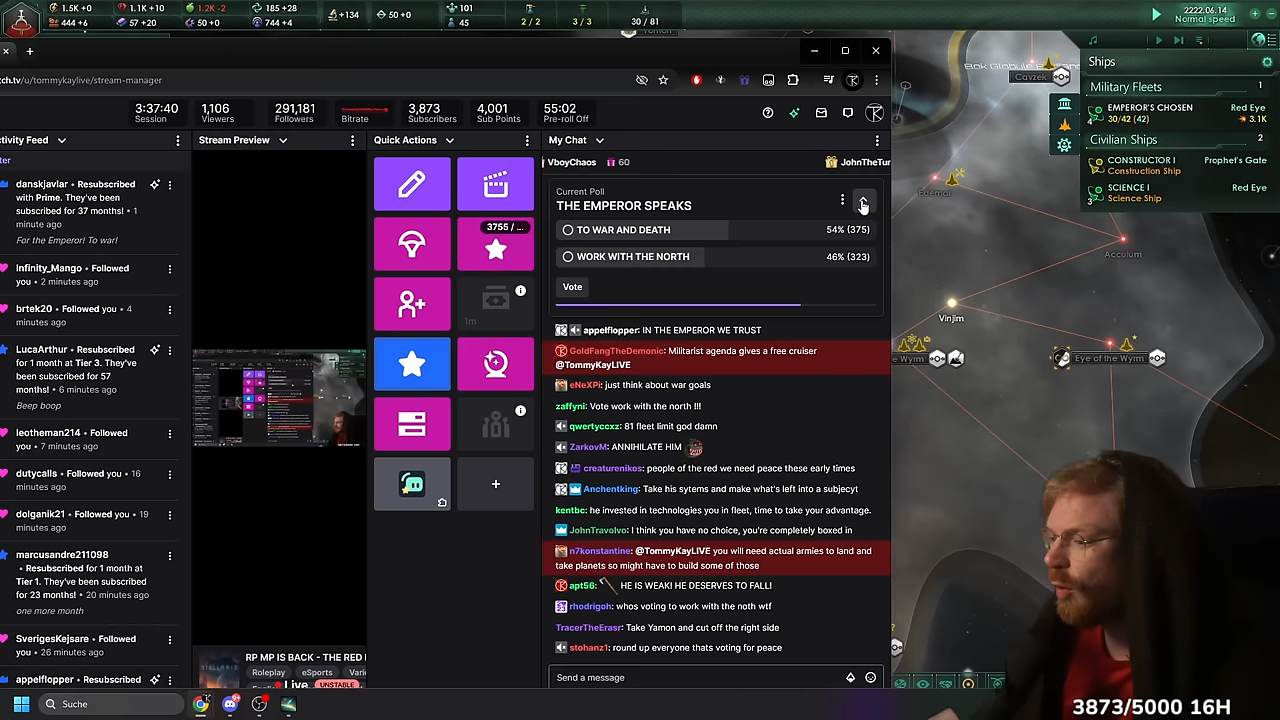 1.5K +0
1.1K +10
1.2K -2
185 +28
+134
50 +0
101
2222.06.14
444 +6
57 +20
50 +0
744 +4
45
2 / 2
3 / 3
30 / 81
Normal speed
tch.tv/u/tommykaylive/stream-manager
3:37:40
Session
1,106
Viewers
291,181
Followers
Bitrate
3,873
Subscribers
4,001
Sub Points
55:02
Pre-roll Off
ctivity Feed
Stream Preview
Quick Actions
My Chat
VboyChaos 60
JohnTheTur
danskjavlar • Resubscribed
with Prime. They've been
subscribed for 37 months! • 1
minute ago
For the Emperor! To war!
Infinity_Mango • Followed
you • 2 minutes ago
brtek20 • Followed you • 4
minutes ago
LucaArthur • Resubscribed
for 1 month at Tier 3. They've
been subscribed for 57
months! • 6 minutes ago
Beep boop
leottheman214 • Followed
you • 7 minutes ago
dutycalls • Followed you • 16
minutes ago
dolganik21 • Followed you • 19
minutes ago
marcusandre211098
• Resubscribed for 1 month at
Tier 1. They've been subscribed
for 23 months! • 20 minutes ago
one more month
SverigesKejsare • Followed
you • 26 minutes ago
appelflopper • Resubscribed
3755 / ...
1m
RP MP IS BACK - THE RED
Roleplay
eSports
Live
UNSTABLE
Current Poll
THE EMPEROR SPEAKS
TO WAR AND DEATH 54% (375)
WORK WITH THE NORTH 46% (323)
Vote
appelflopper: IN THE EMPEROR WE TRUST
GoldFangTheDemonic: Militarist agenda gives a free cruiser
@TommyKayLIVE
eNeXPi: just think about war goals
zaffyni: Vote work with the north !!!
qwertyccxz: 81 fleet limit god damn
ZarkovM: ANNIHILATE HIM
creaturenikos: people of the red we need peace these early times
Anchentking: Take his sytems and make what's left into a subjecyt
kentbc: he invested in technologies you in fleet, time to take your advantage.
JohnTravolvo: I think you have no choice, you're completely boxed in
n7konstantine: @TommyKayLIVE you will need actual armies to land and
take planets so might have to build some of those
apt56: HE IS WEAK! HE DESERVES TO FALL!
rhodrigoh: whos voting to work with the noth wtf
TracerTheErasr: Take Yamon and cut off the right side
stohanz1: round up everyone thats voting for peace
Send a message
Cavzek
Edemar
Acculum
Vinjim
e Wyrm
Eye of the Wyrm
Ships
Military Fleets 1
EMPEROR'S CHOSEN Red Eye
4 30/42 (42) 3.1K
Civilian Ships 2
CONSTRUCTOR I Prophet's Gate
Construction Ship
SCIENCE I Red Eye
3 Science Ship
Suche
3873/5000 16H